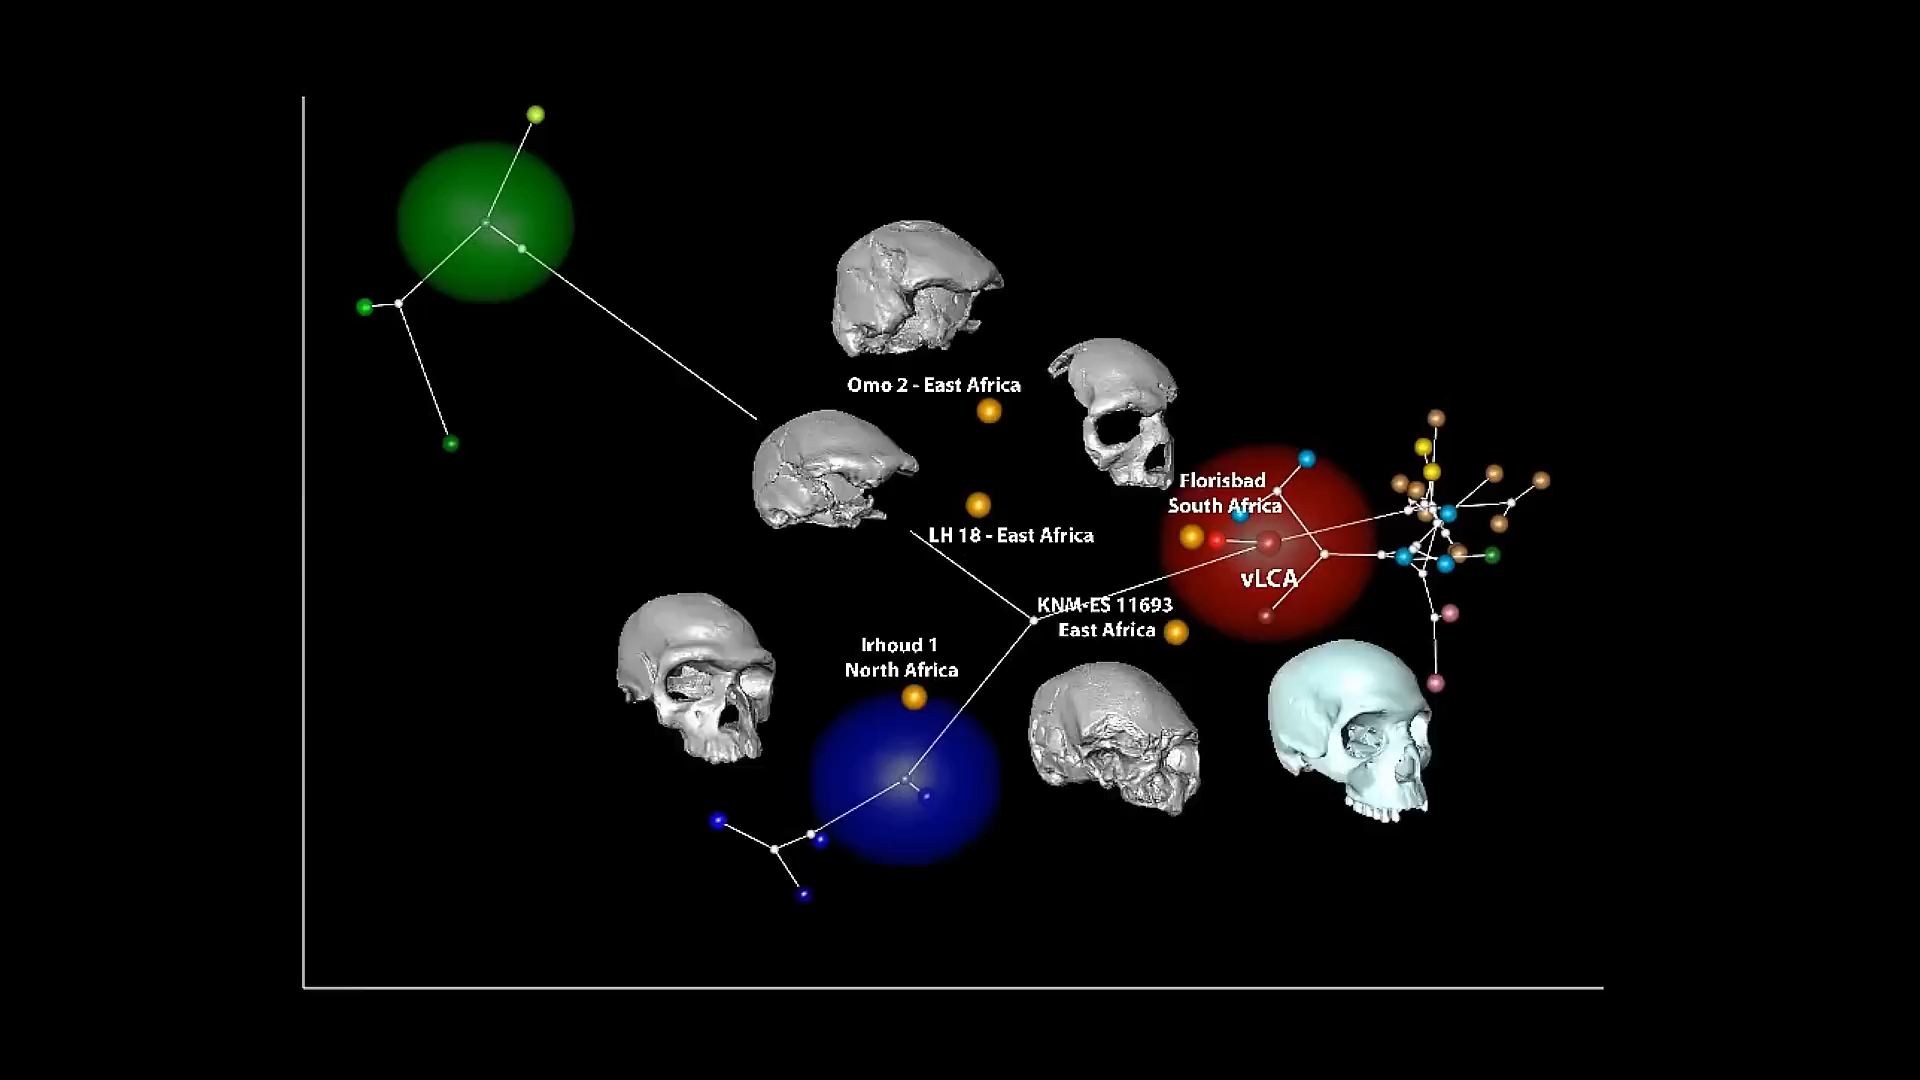 Omo 2 - East Africa
Florisbad
South Africa
LH 18 - East Africa
vLCA
KNM-ES 11693
East Africa
Irhoud 1
North Africa